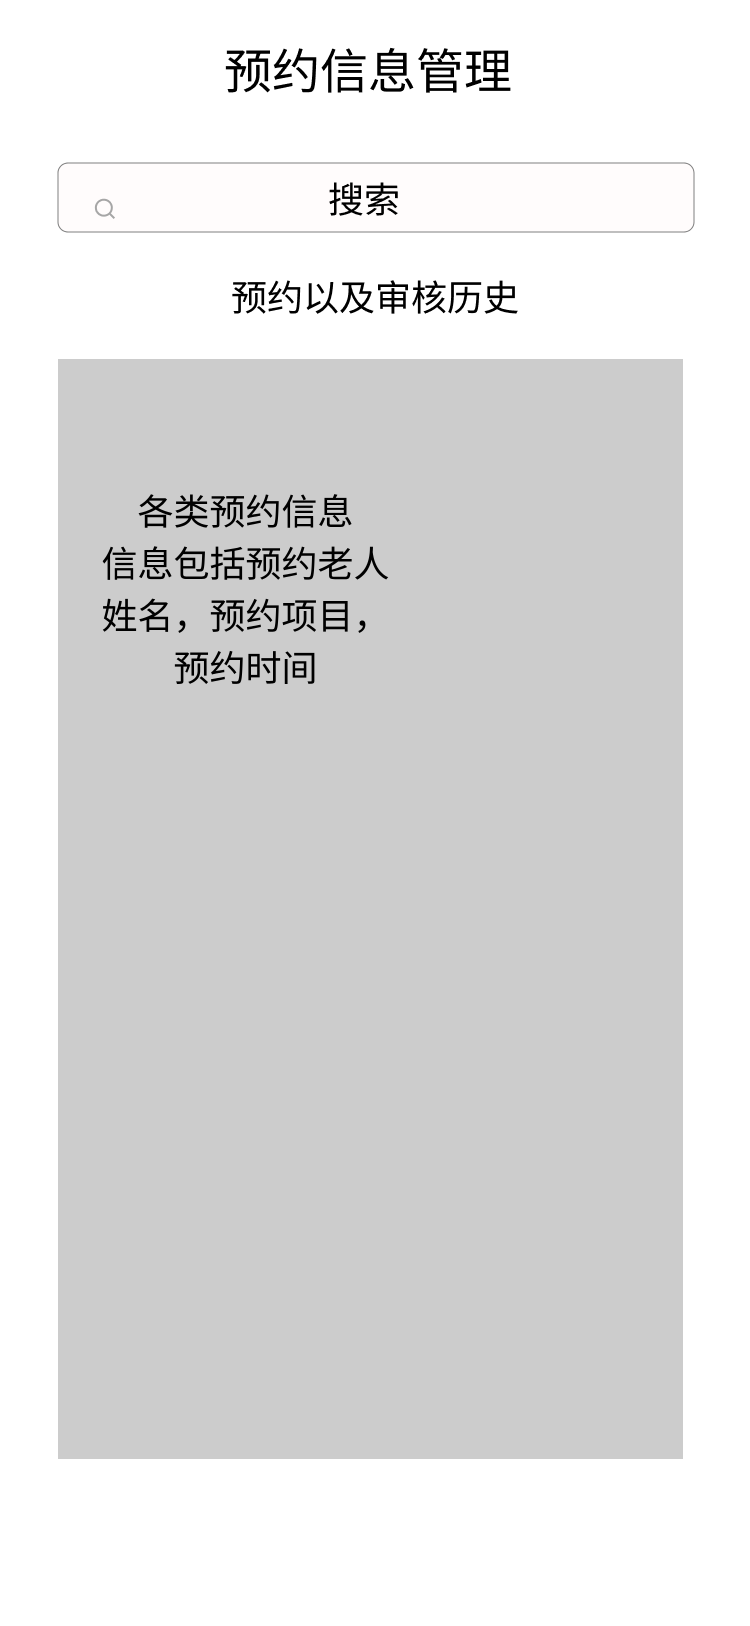 预约信息管理
搜索
预约以及审核历史
各类预约信息
信息包括预约老人
姓名，预约项目，
预约时间